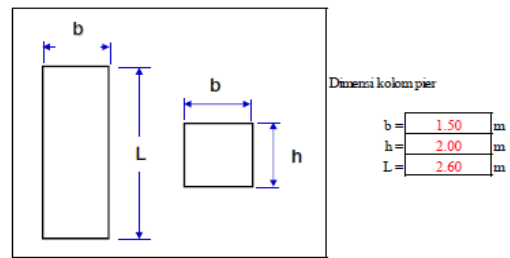 b
b
L
h
Dimensi kolom pier
b = 1.50 m
h = 2.00 m
L = 2.60 m